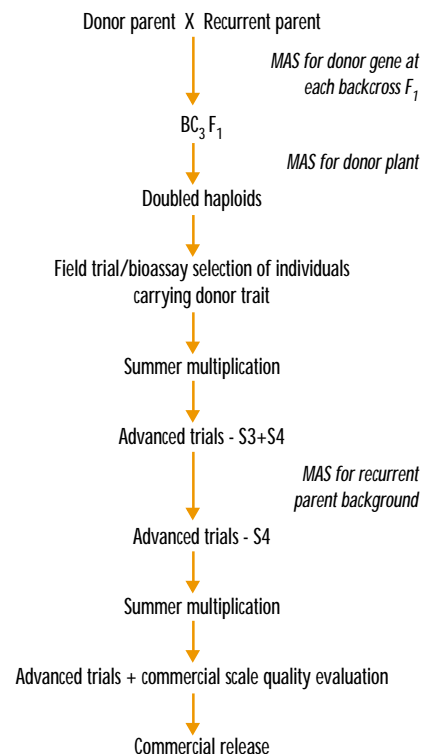 Donor parent X Recurrent parent
MAS for donor gene at
each backcross F1
BC3 F1
MAS for donor plant
Doubled haploids
Field trial/bioassay selection of individuals
carrying donor trait
Summer multiplication
Advanced trials - S3+S4
MAS for recurrent
parent background
Advanced trials - S4
Summer multiplication
Advanced trials + commercial scale quality evaluation
Commercial release